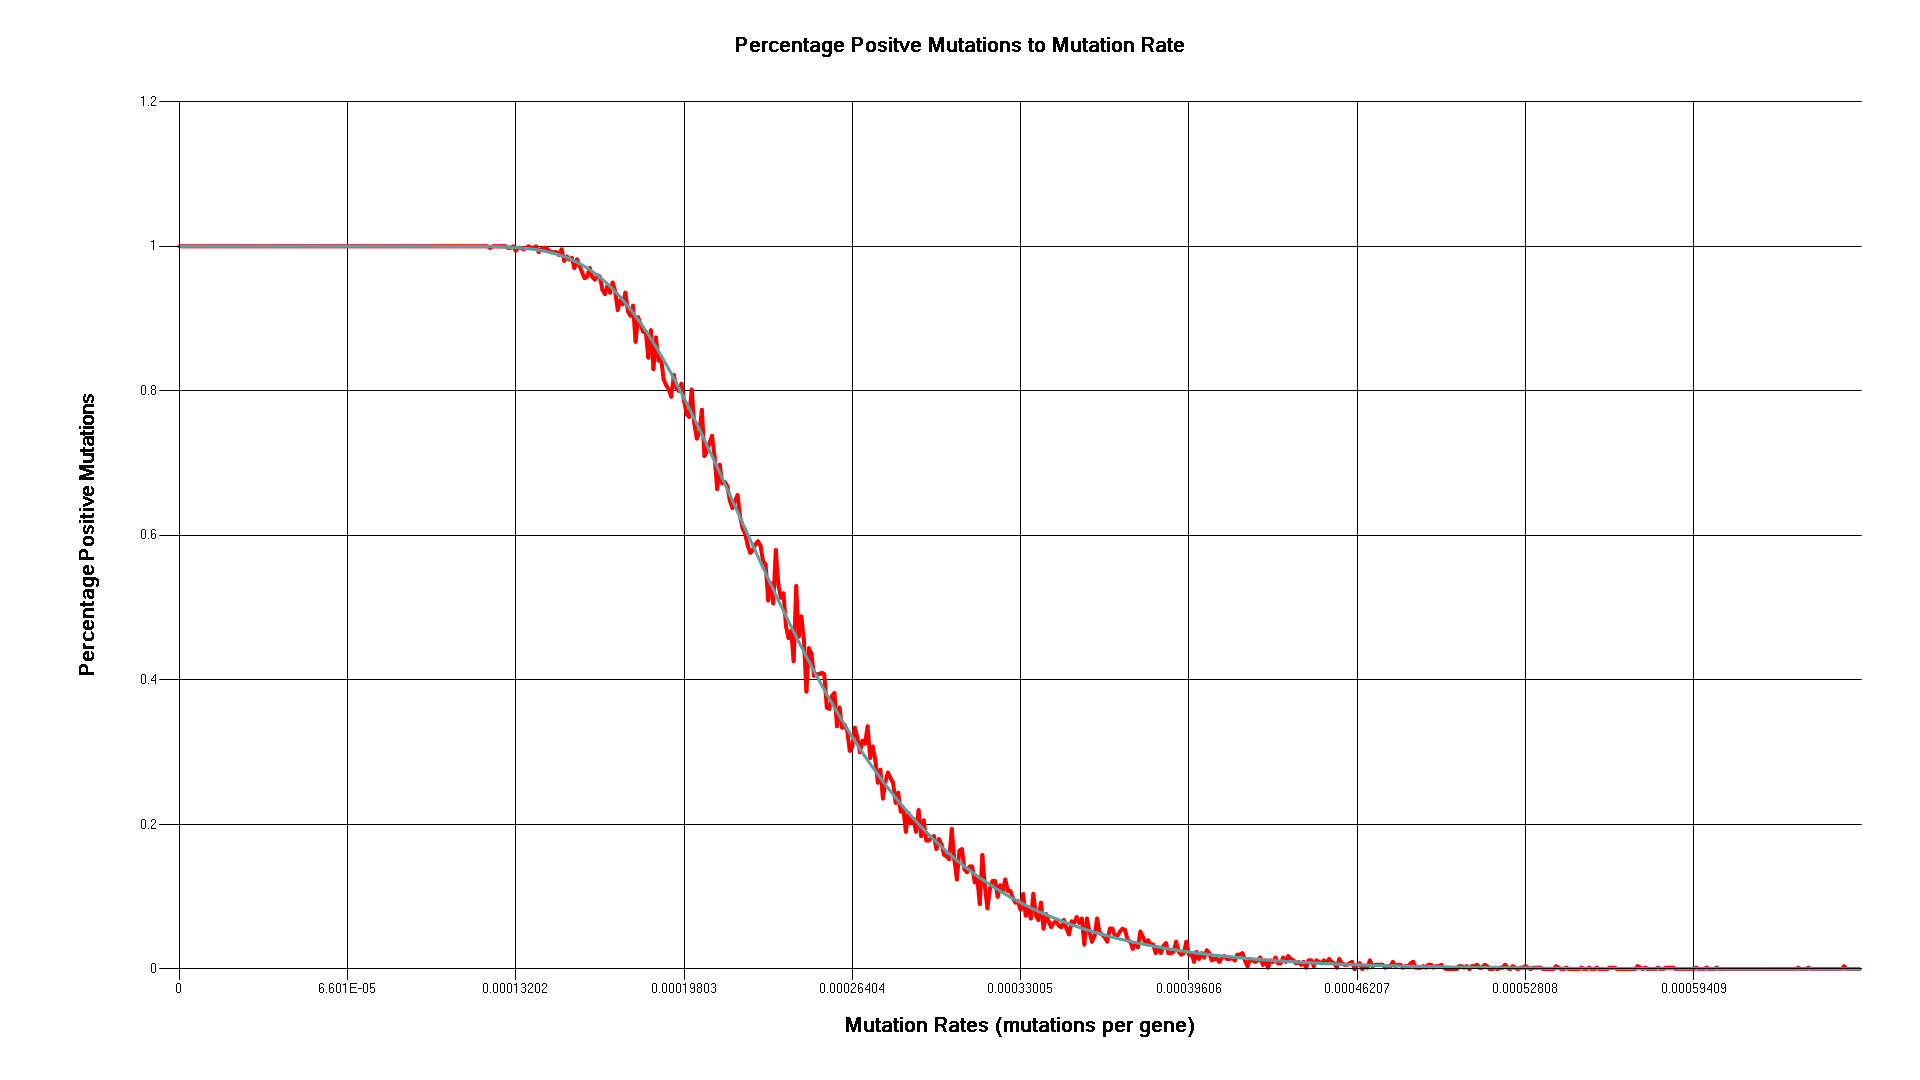 Percentage Positve Mutations to Mutation Rate
1.2
1
0.8
0.6
0.4
0.2
0
Percentage Positive Mutations
0 6.601E-05 0.00013202 0.00019803 0.00026404 0.00033005 0.00039606 0.00046207 0.00052808 0.00059409
Mutation Rates (mutations per gene)